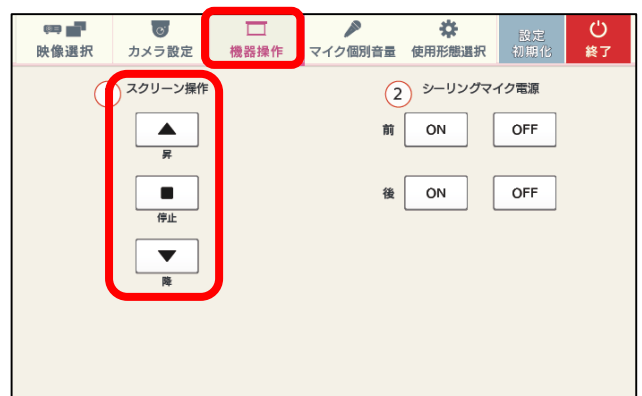 映像選択 カメラ設定 機器操作 マイク個別音量 使用形態選択 設定 初期化 終了
1 スクリーン操作
昇
停止
降
2 シーリングマイク電源
前 ON OFF
後 ON OFF